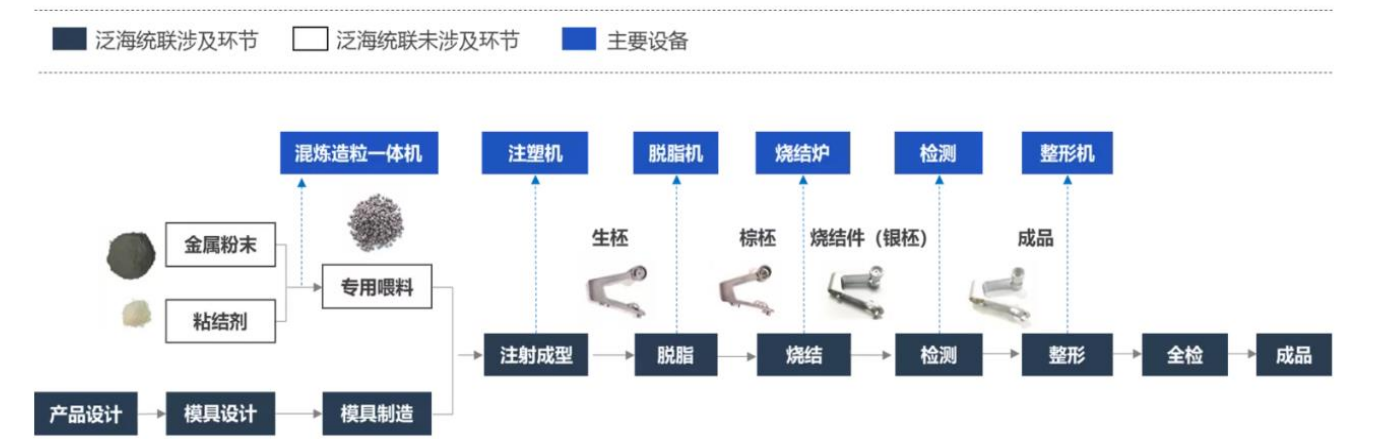 泛海统联涉及环节 泛海统联未涉及环节 主要设备
混炼造粒一体机 注塑机 脱脂机 烧结炉 检测 整形机
金属粉末
生柸 棕柸 烧结件（银柸） 成品
专用喂料
粘结剂
注射成型 脱脂 烧结 检测 整形 全检 成品
产品设计 模具设计 模具制造